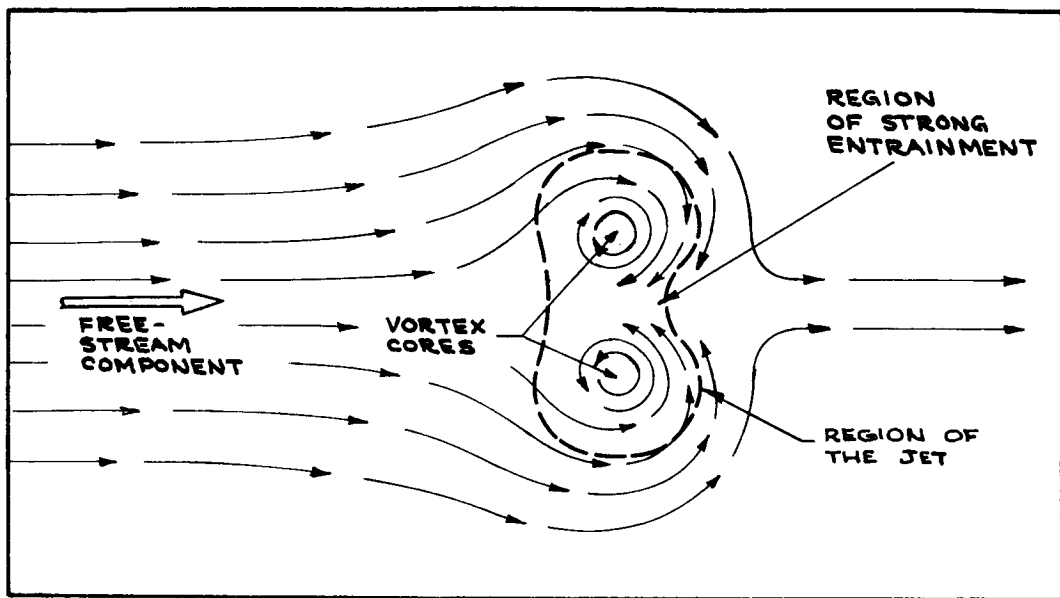 REGION
OF STRONG
ENTRAINMENT
FREE-
STREAM
COMPONENT
VORTEX
CORES
REGION OF
THE JET